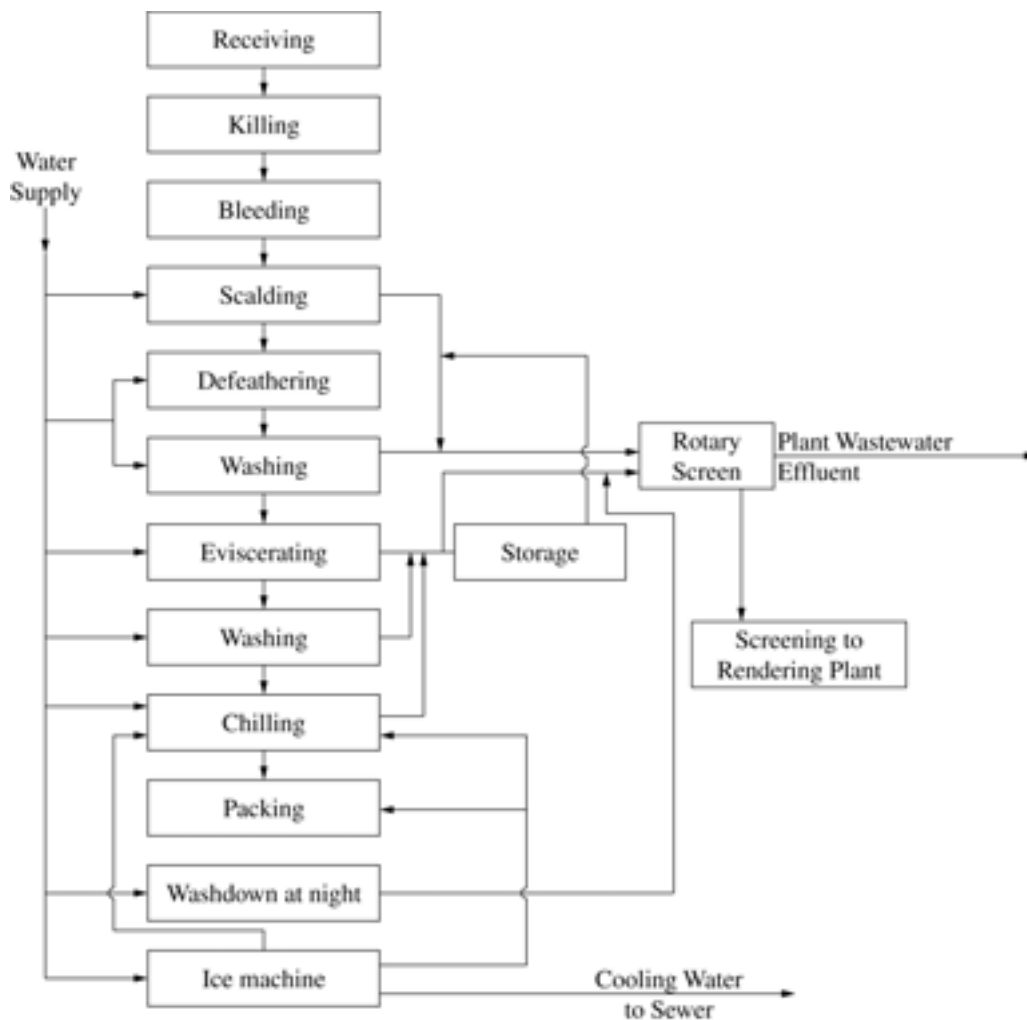 Receiving
Killing
Water
Supply
Bleeding
Scalding
Defeathering
Washing
Rotary
Screen
Plant Wastewater
Effluent
Eviscerating
Storage
Washing
Screening to
Rendering Plant
Chilling
Packing
Washdown at night
Ice machine
Cooling Water
to Sewer